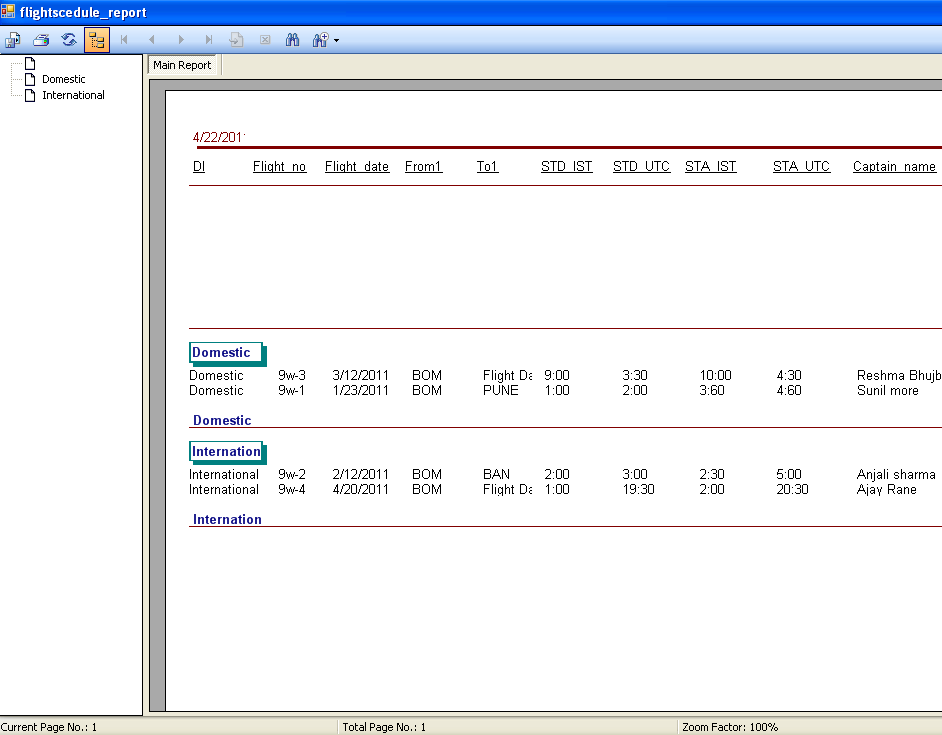 flightscedule_report
Domestic
International
Main Report
4/22/201
DI Flight_no Flight_date From1 To1 STD_IST STD_UTC STA_IST STA_UTC Captain_name
Domestic
Domestic 9w-3 3/12/2011 BOM Flight Da 9:00 3:30 10:00 4:30 Reshma Bhujb
Domestic 9w-1 1/23/2011 BOM PUNE 1:00 2:00 3:60 4:60 Sunil more
Domestic
Internation
International 9w-2 2/12/2011 BOM BAN 2:00 3:00 2:30 5:00 Anjali sharma
International 9w-4 4/20/2011 BOM Flight Da 1:00 19:30 2:00 20:30 Ajay Rane
Internation
Current Page No.: 1 Total Page No.: 1 Zoom Factor: 100%